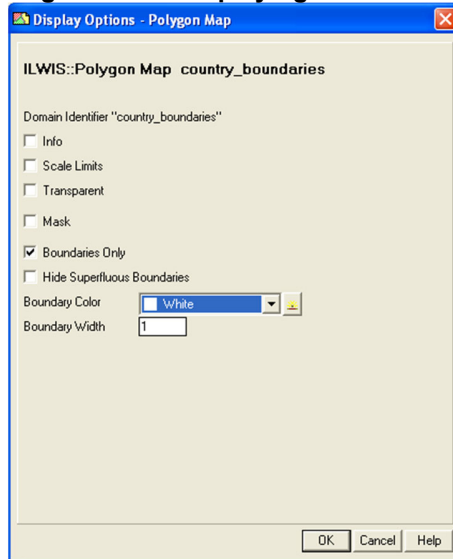 Display Options - Polygon Map
ILWIS::Polygon Map country_boundaries
Domain Identifier "country_boundaries"
Info
Scale Limits
Transparent
Mask
Boundaries Only
Hide Superfluous Boundaries
Boundary Color White
Boundary Width 1
OK Cancel Help